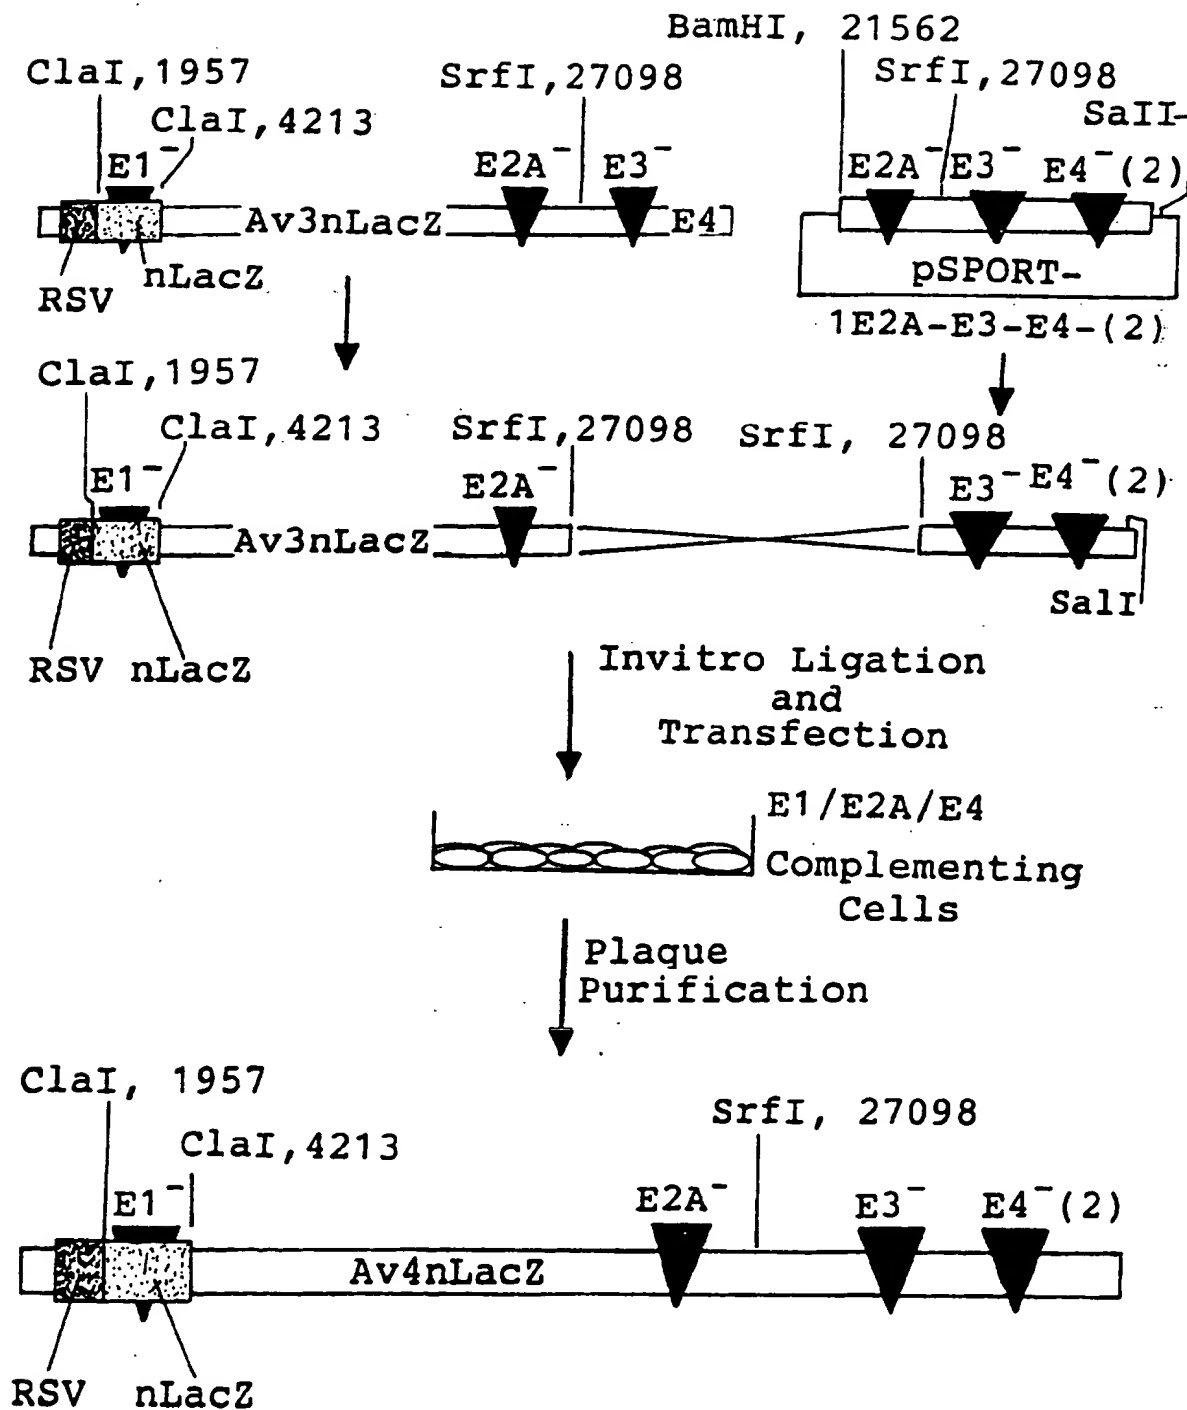 BamHI, 21562
ClaI,1957
SrfI,27098
SrfI,27098
ClaI,4213
SaII
E1⁻
E2A⁻
E3⁻
E2A⁻
E3⁻
E4⁻(2)
Av3nLacZ
E4
RSV
nLacZ
pSPORT-
1E2A-E3-E4-(2)
ClaI,1957
ClaI,4213
SrfI,27098
SrfI, 27098
E1⁻
E2A⁻
E3⁻
E4⁻(2)
Av3nLacZ
SalI
RSV
nLacZ
Invitro Ligation
and
Transfection
E1/E2A/E4
Complementing
Cells
Plaque
Purification
ClaI, 1957
SrfI, 27098
ClaI,4213
E1⁻
E2A⁻
E3⁻
E4⁻(2)
Av4nLacZ
RSV
nLacZ